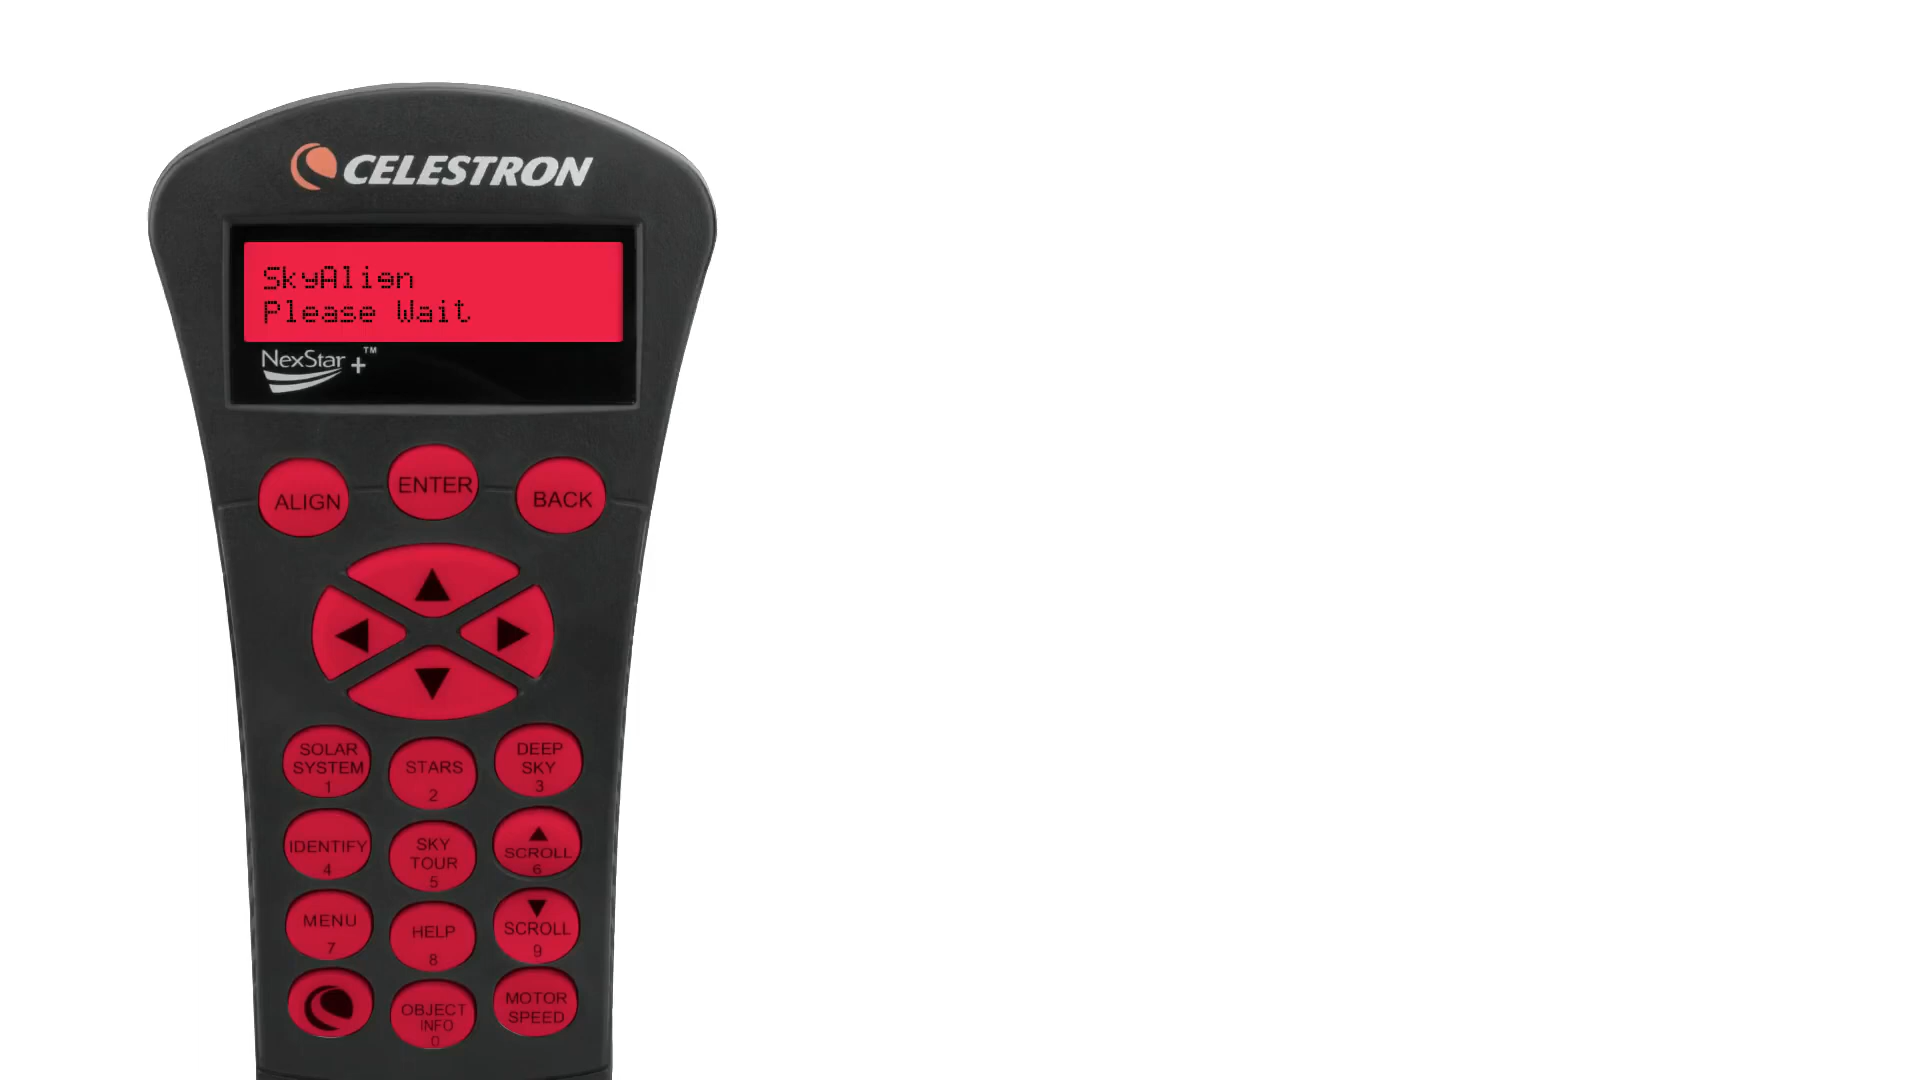 CELESTRON
SkyAlign
Please Wait
NexStar +™
ALIGN
ENTER
BACK
SOLAR
SYSTEM
1
STARS
2
DEEP
SKY
3
IDENTIFY
4
SKY
TOUR
5
SCROLL
6
MENU
7
HELP
8
SCROLL
9
OBJECT
INFO
0
MOTOR
SPEED